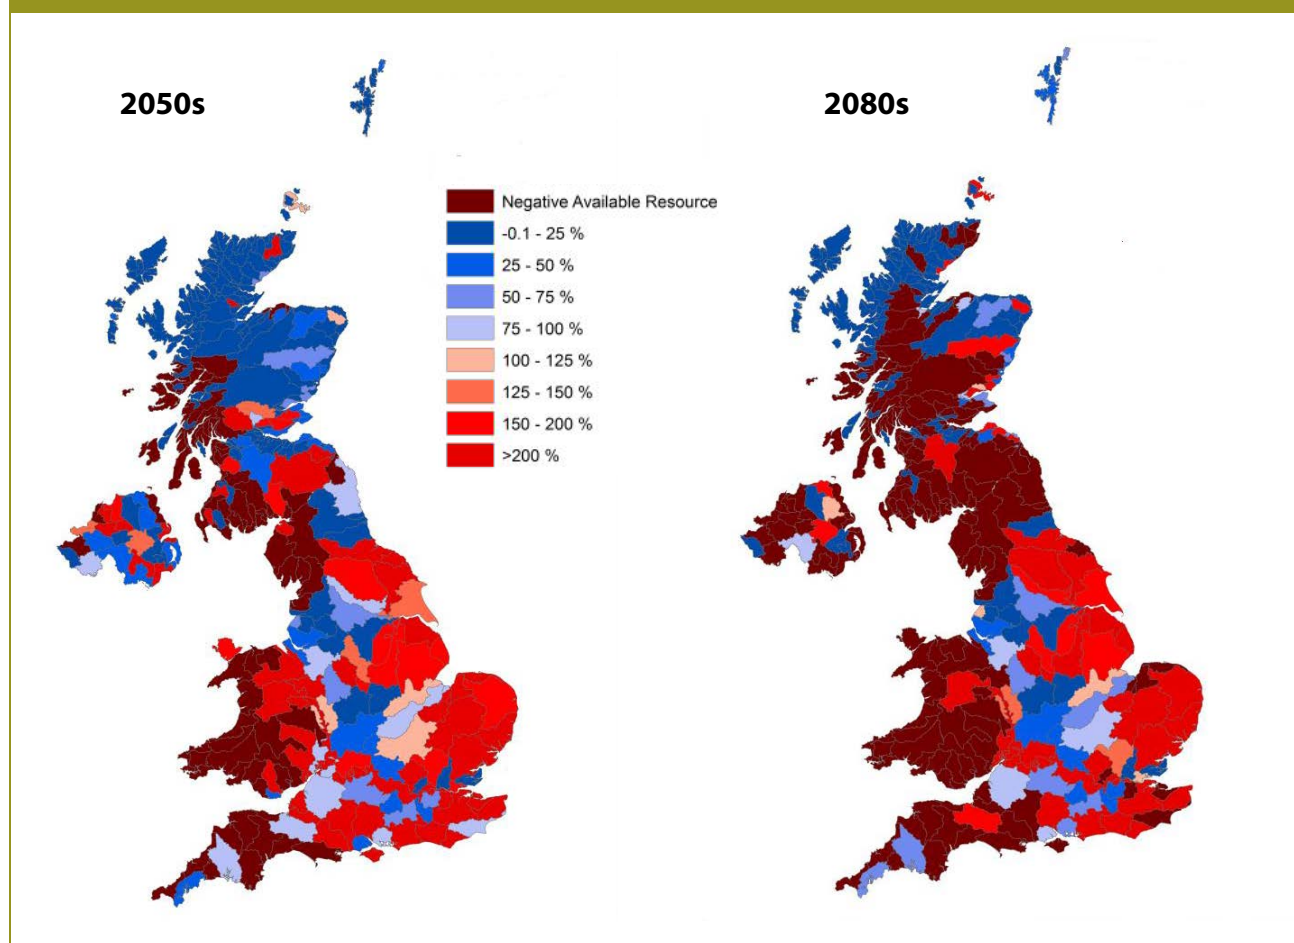 2050s
2080s
Negative Available Resource
-0.1 - 25 %
25 - 50 %
50 - 75 %
75 - 100 %
100 - 125 %
125 - 150 %
150 - 200 %
>200 %